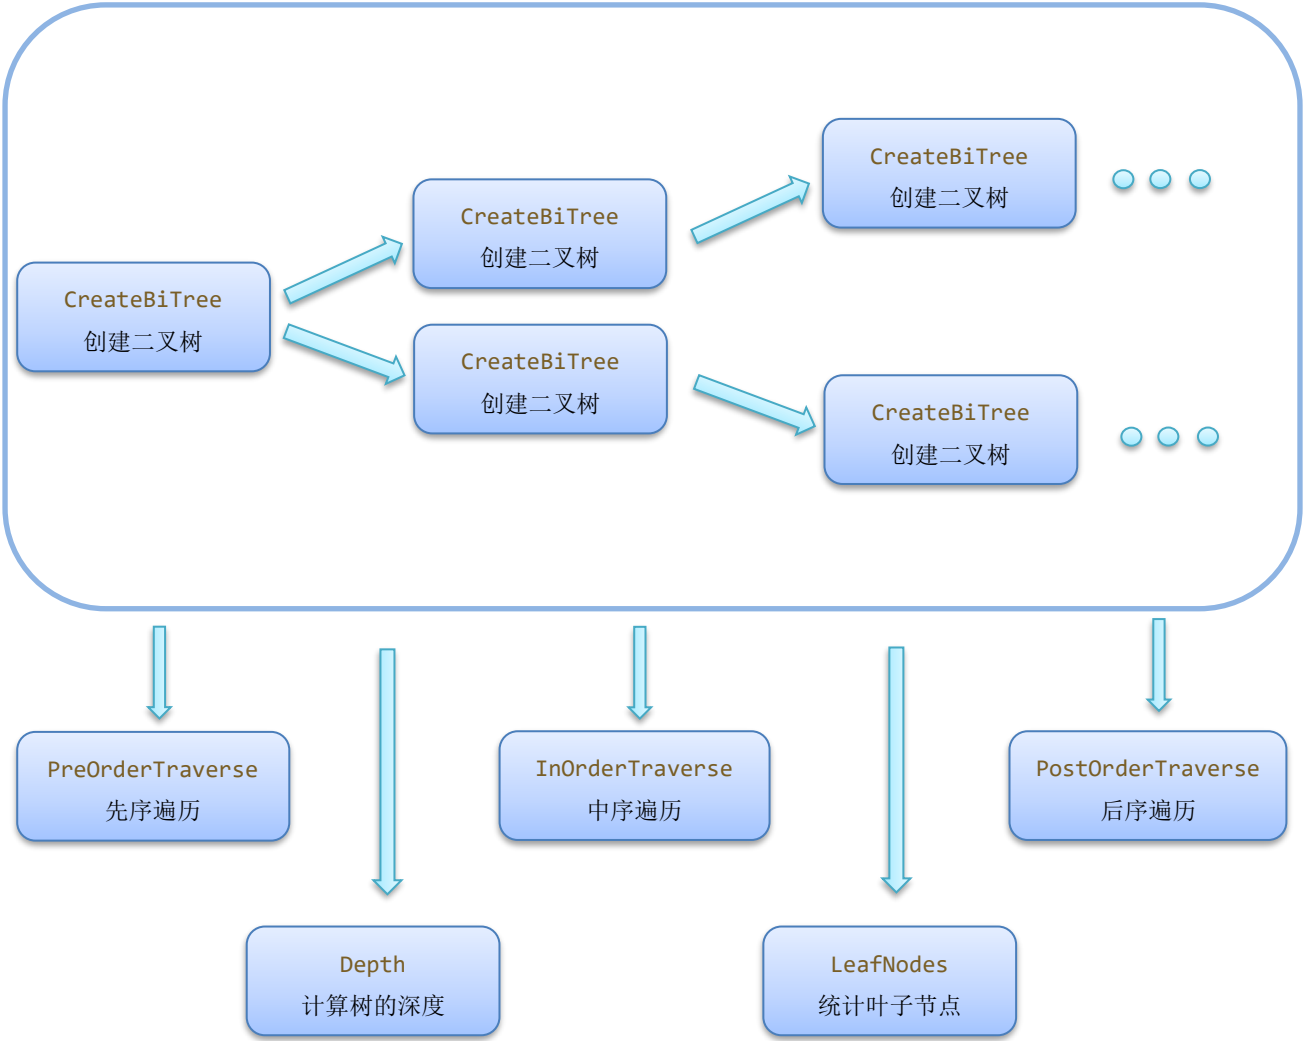 CreateBiTree
创建二叉树
CreateBiTree
创建二叉树
CreateBiTree
创建二叉树
CreateBiTree
创建二叉树
CreateBiTree
创建二叉树
PreOrderTraverse
先序遍历
InOrderTraverse
中序遍历
PostOrderTraverse
后序遍历
Depth
计算树的深度
LeafNodes
统计叶子节点